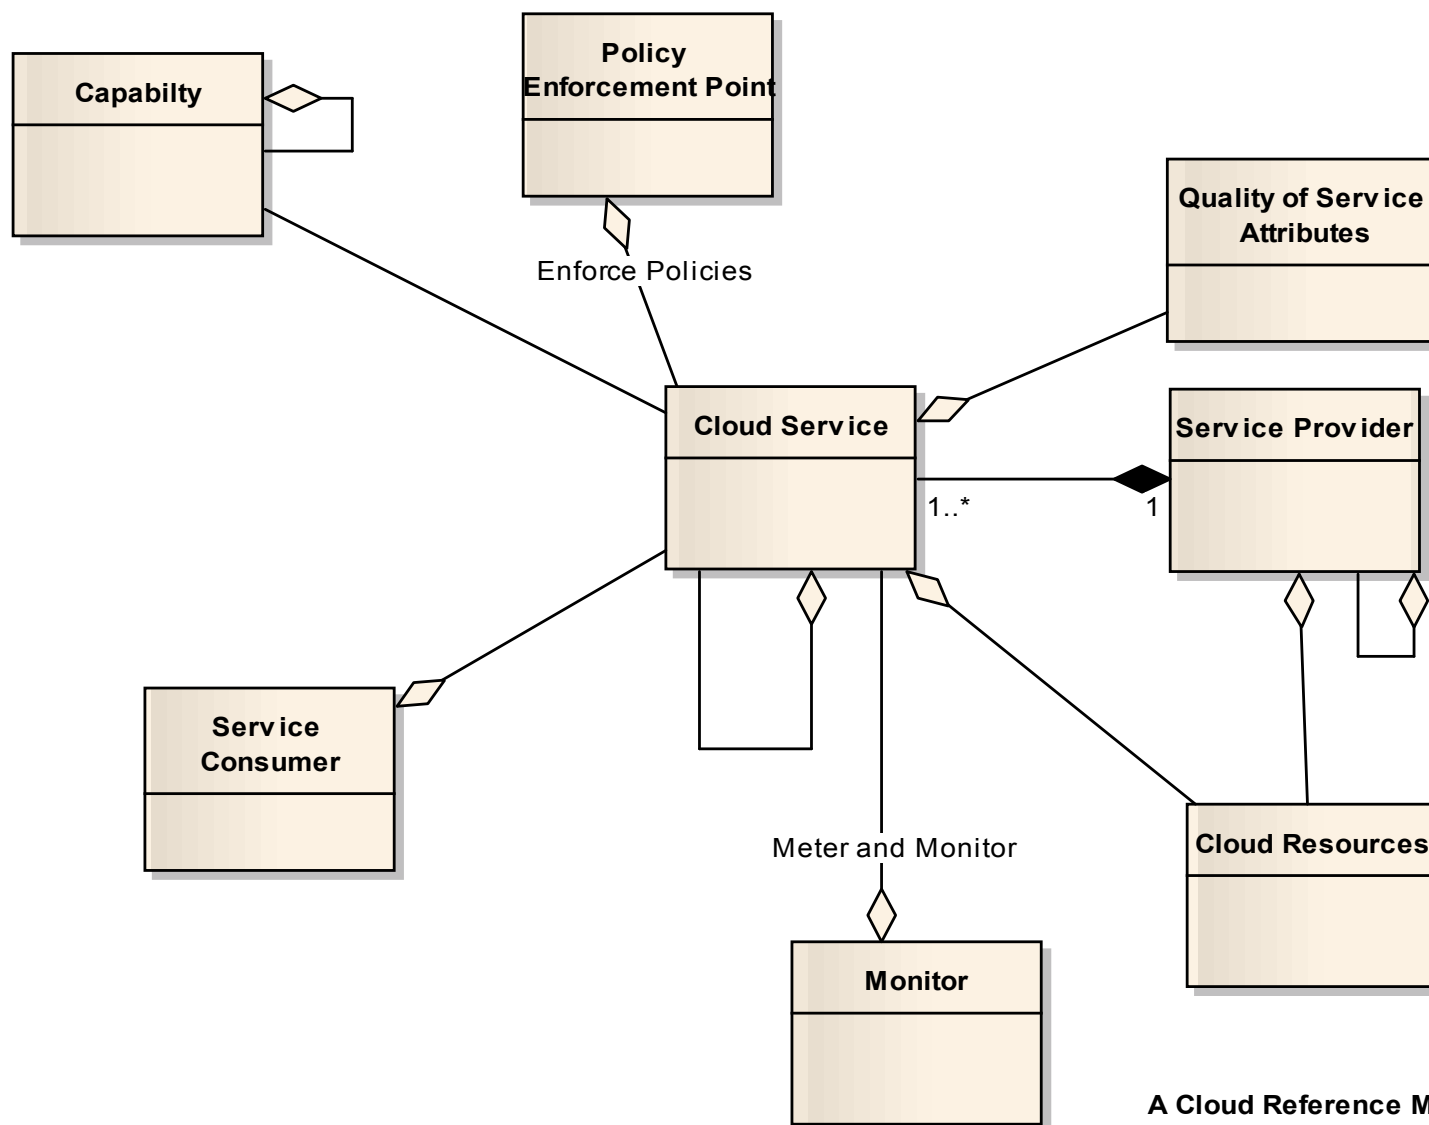 Policy
Enforcement Point
Capabilty
Quality of Service
Attributes
Enforce Policies
Cloud Service
Service Provider
1..*
1
Service
Consumer
Meter and Monitor
Cloud Resources
Monitor
A Cloud Reference M